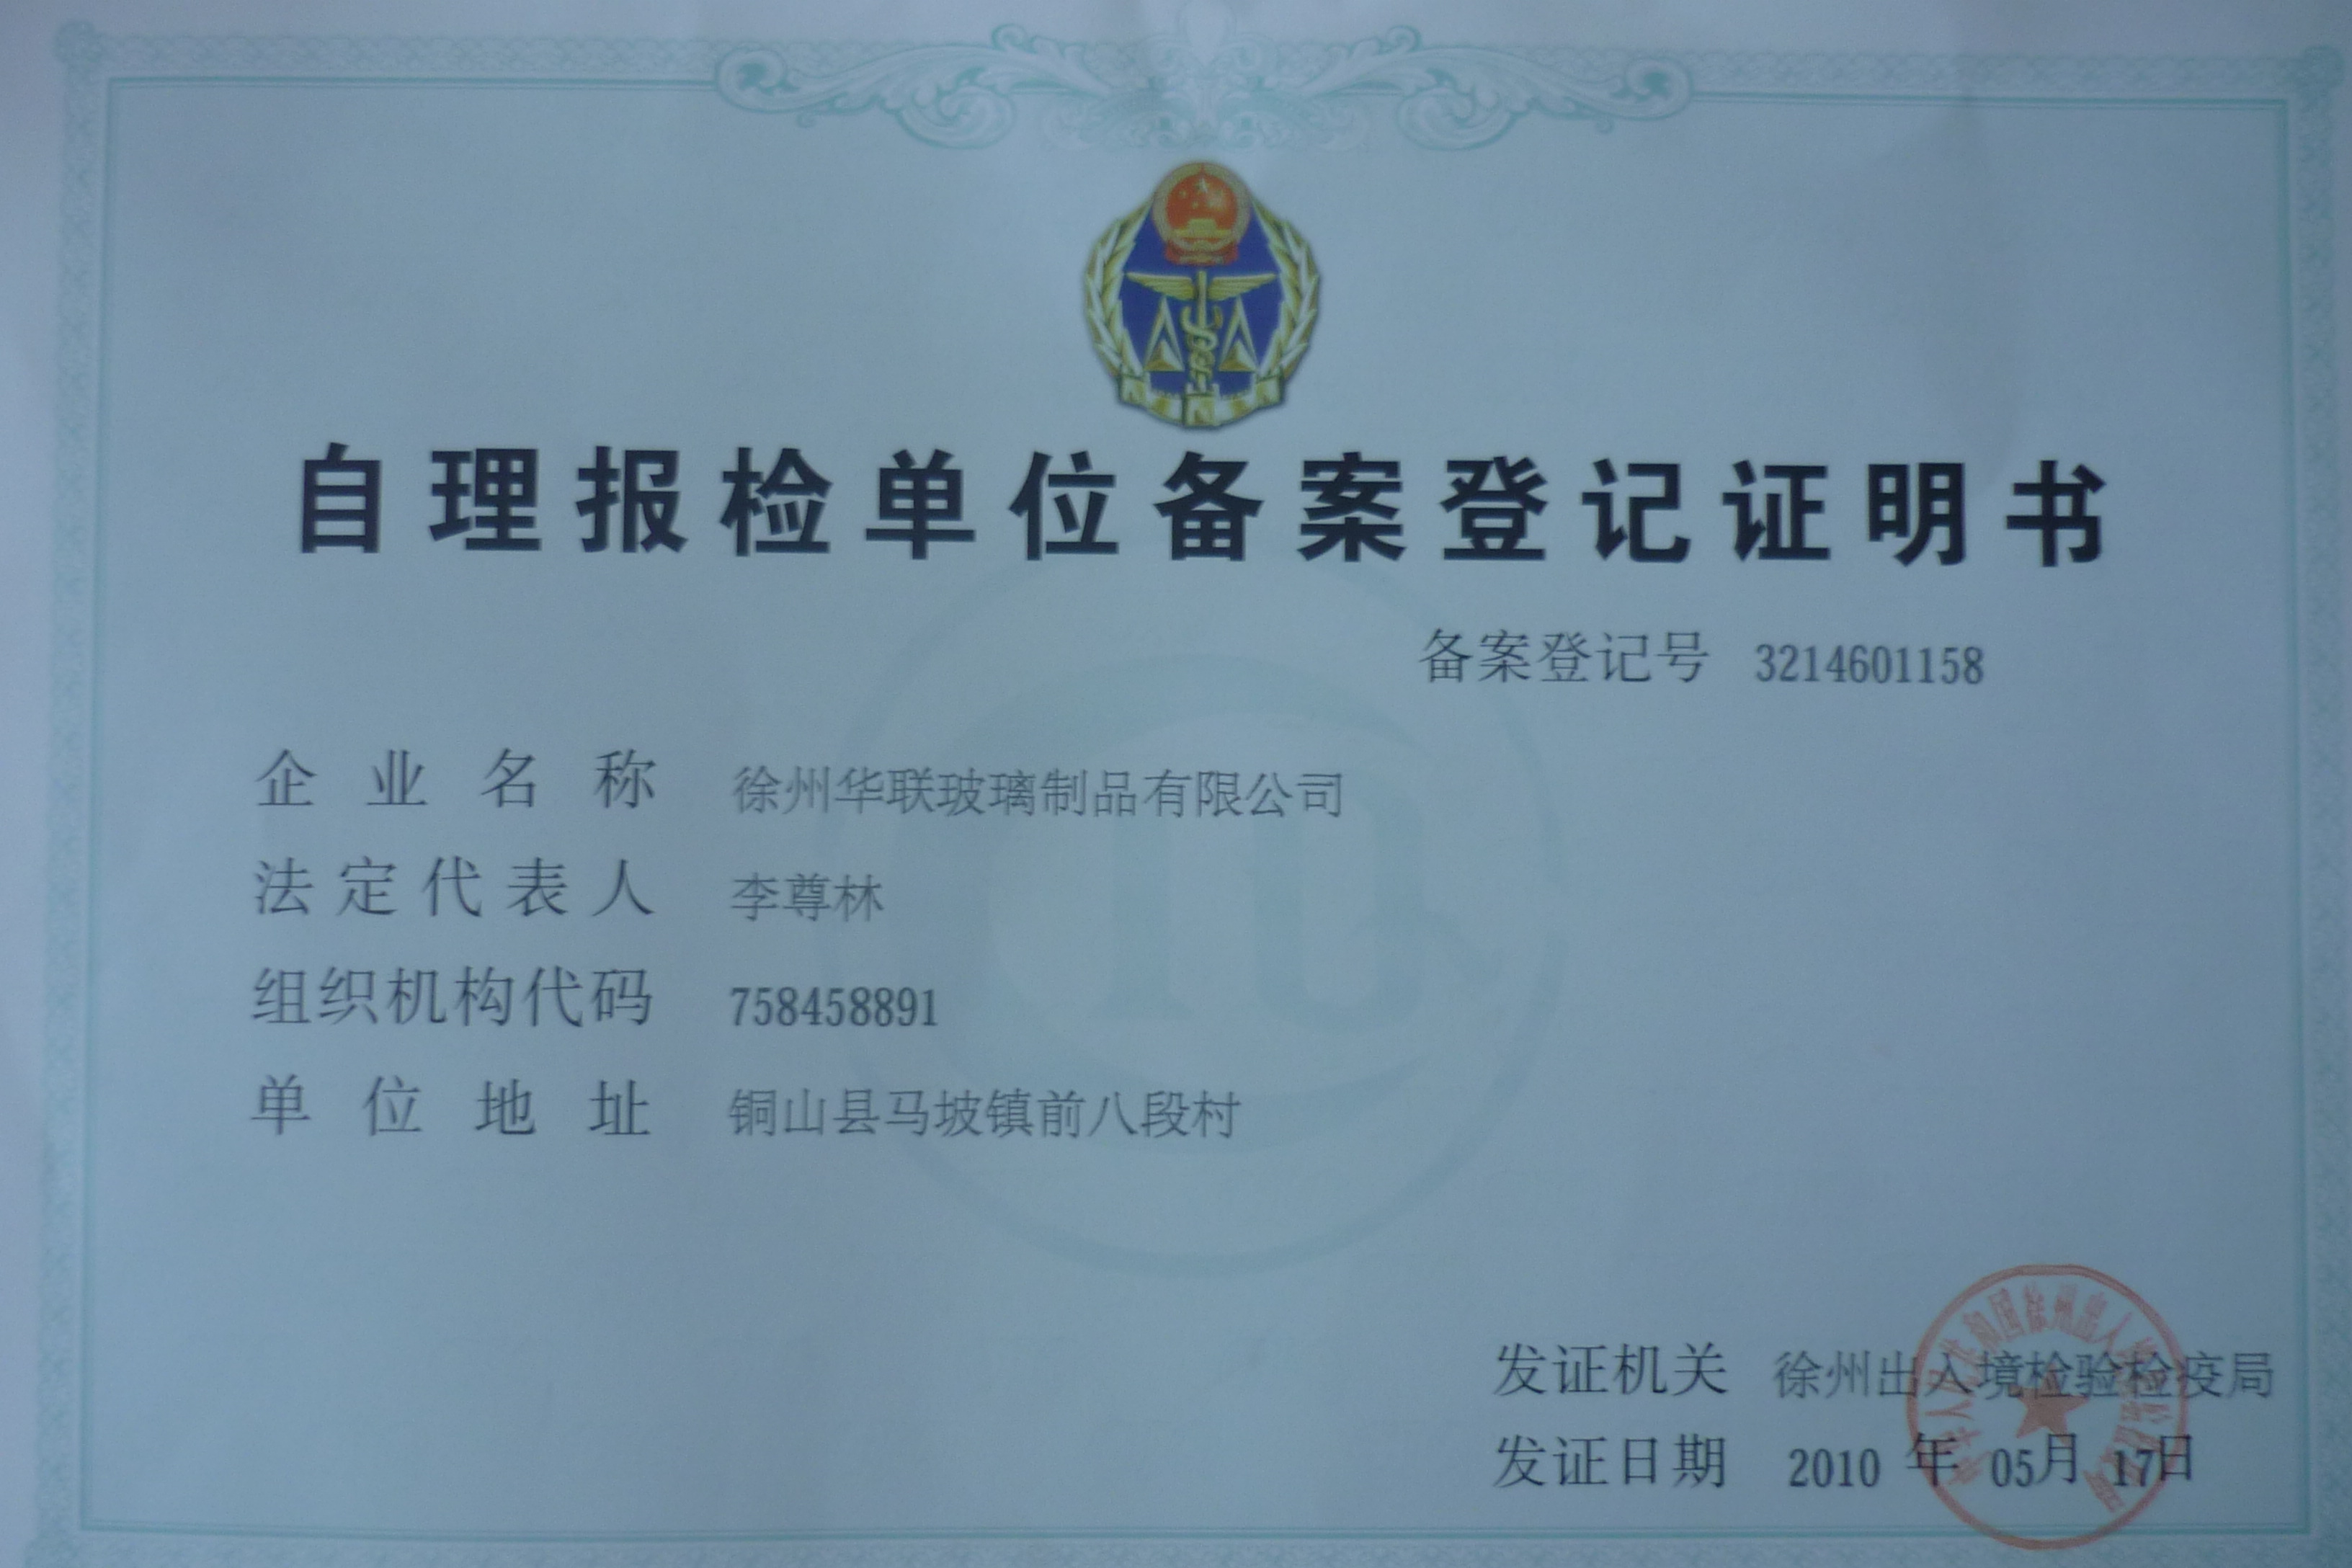 自理报检单位备案登记证明书
备案登记号 3214601158
企业名称 徐州华联玻璃制品有限公司
法定代表人 李尊林
组织机构代码 758458891
单位地址 铜山县马坡镇前八段村
发证机关 徐州出入境检验检疫局
发证日期 2010 年 05月 17日